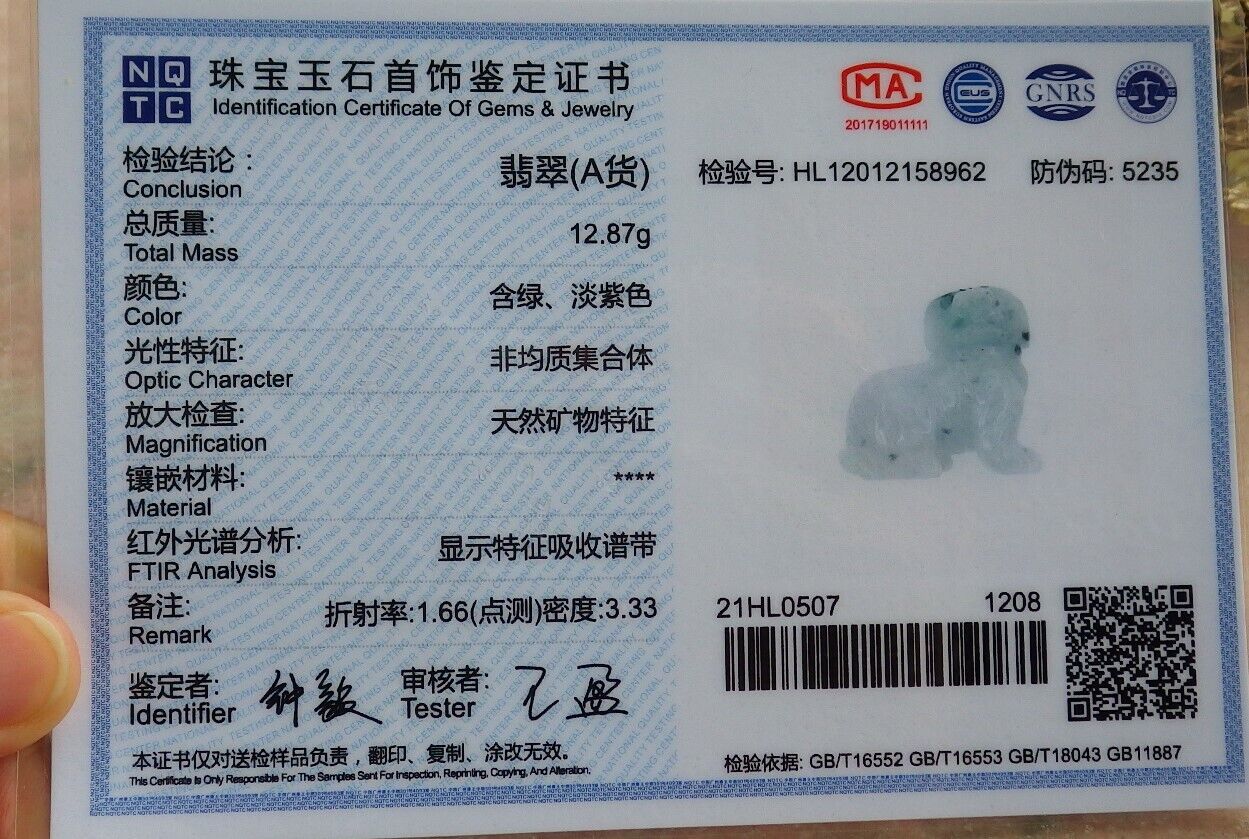 NQTC
珠宝玉石首饰鉴定证书
Identification Certificate Of Gems & Jewelry
MA
201719011111
GUS
GNRS
检验结论：
Conclusion
翡翠(A货)
检验号: HL12012158962
防伪码: 5235
总质量:
Total Mass
12.87g
颜色:
Color
含绿、淡紫色
光性特征:
Optic Character
非均质集合体
放大检查:
Magnification
天然矿物特征
镶嵌材料:
Material
****
红外光谱分析:
FTIR Analysis
显示特征吸收谱带
备注:
Remark
折射率:1.66(点测)密度:3.33
鉴定者:
Identifier
审核者:
Tester
21HL0507
1208
本证书仅对送检样品负责，翻印、复制、涂改无效。
This Certificate Is Only Responsible For The Samples Sent For Inspection, Reprinting, Copying, And Alteration.
检验依据: GB/T16552 GB/T16553 GB/T18043 GB11887